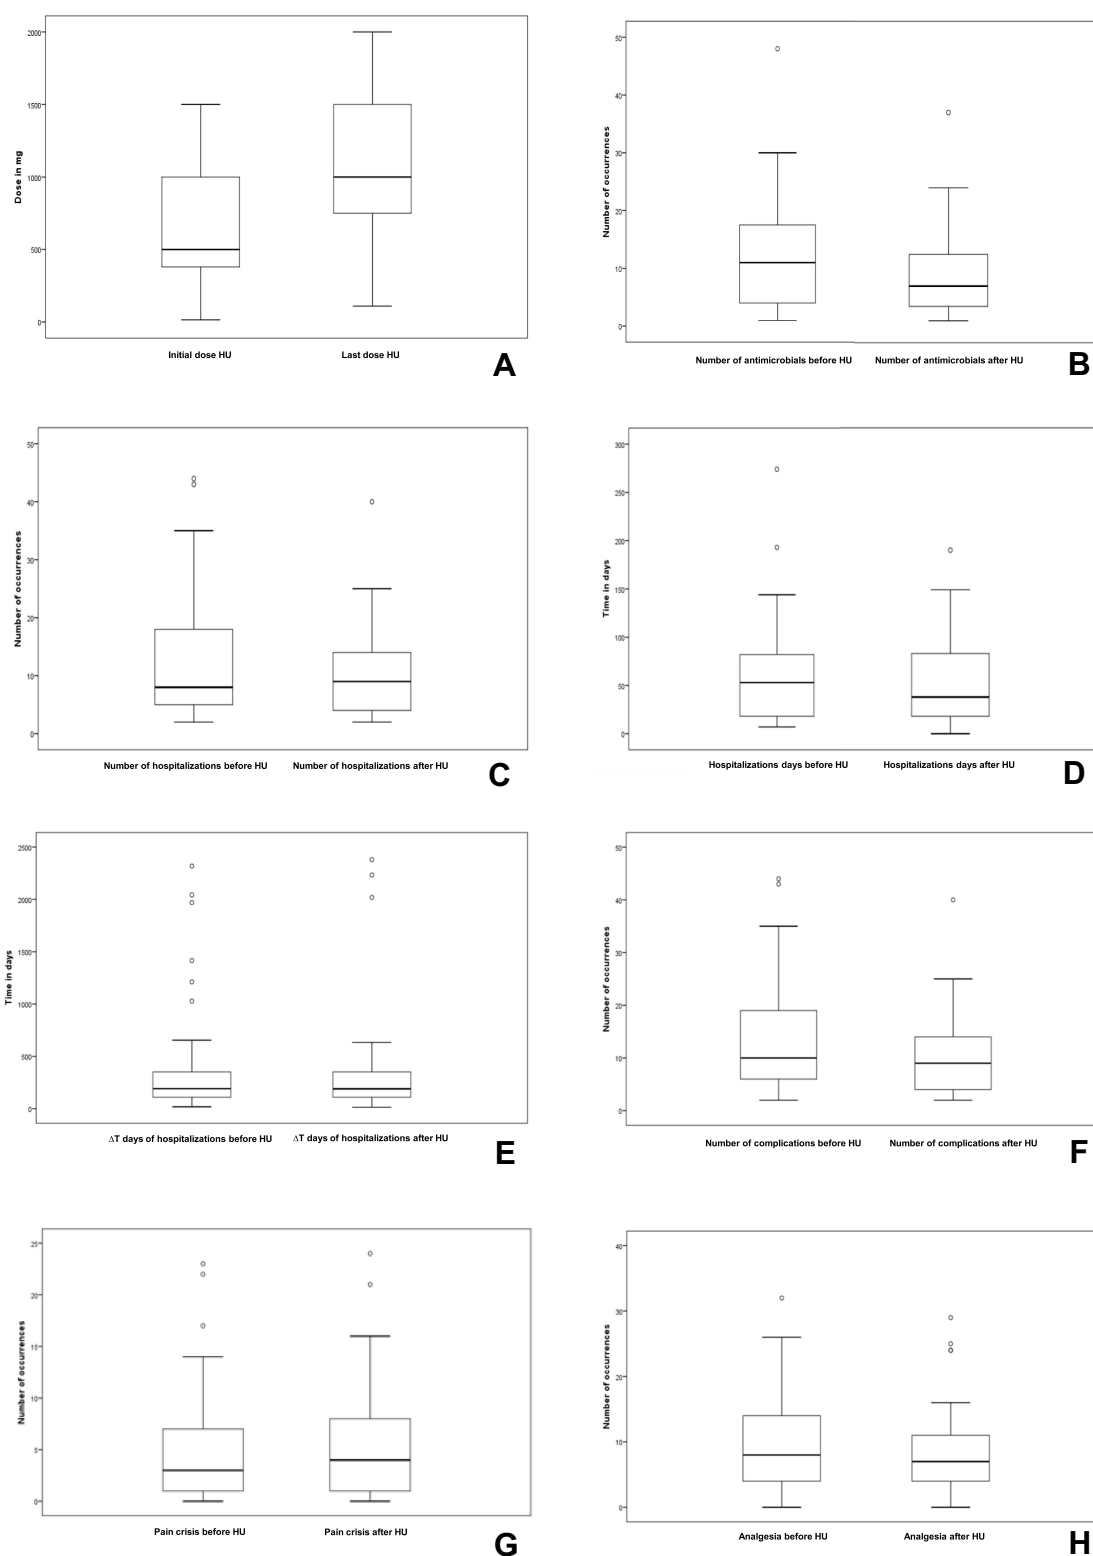 2000
1500
1000
500
0
Dose in mg
Initial dose HU
Last dose HU
A
50
40
30
20
10
0
Number of occurrences
Number of antimicrobials before HU
Number of antimicrobials after HU
B
50
40
30
20
10
0
Number of occurrences
Number of hospitalizations before HU
Number of hospitalizations after HU
C
300
250
200
150
100
50
0
Time in days
Hospitalizations days before HU
Hospitalizations days after HU
D
2500
2000
1500
1000
500
0
Time in days
ΔT days of hospitalizations before HU
ΔT days of hospitalizations after HU
E
50
40
30
20
10
0
Number of occurrences
Number of complications before HU
Number of complications after HU
F
25
20
15
10
5
0
Number of occurrences
Pain crisis before HU
Pain crisis after HU
G
40
30
20
10
0
Number of occurrences
Analgesia before HU
Analgesia after HU
H